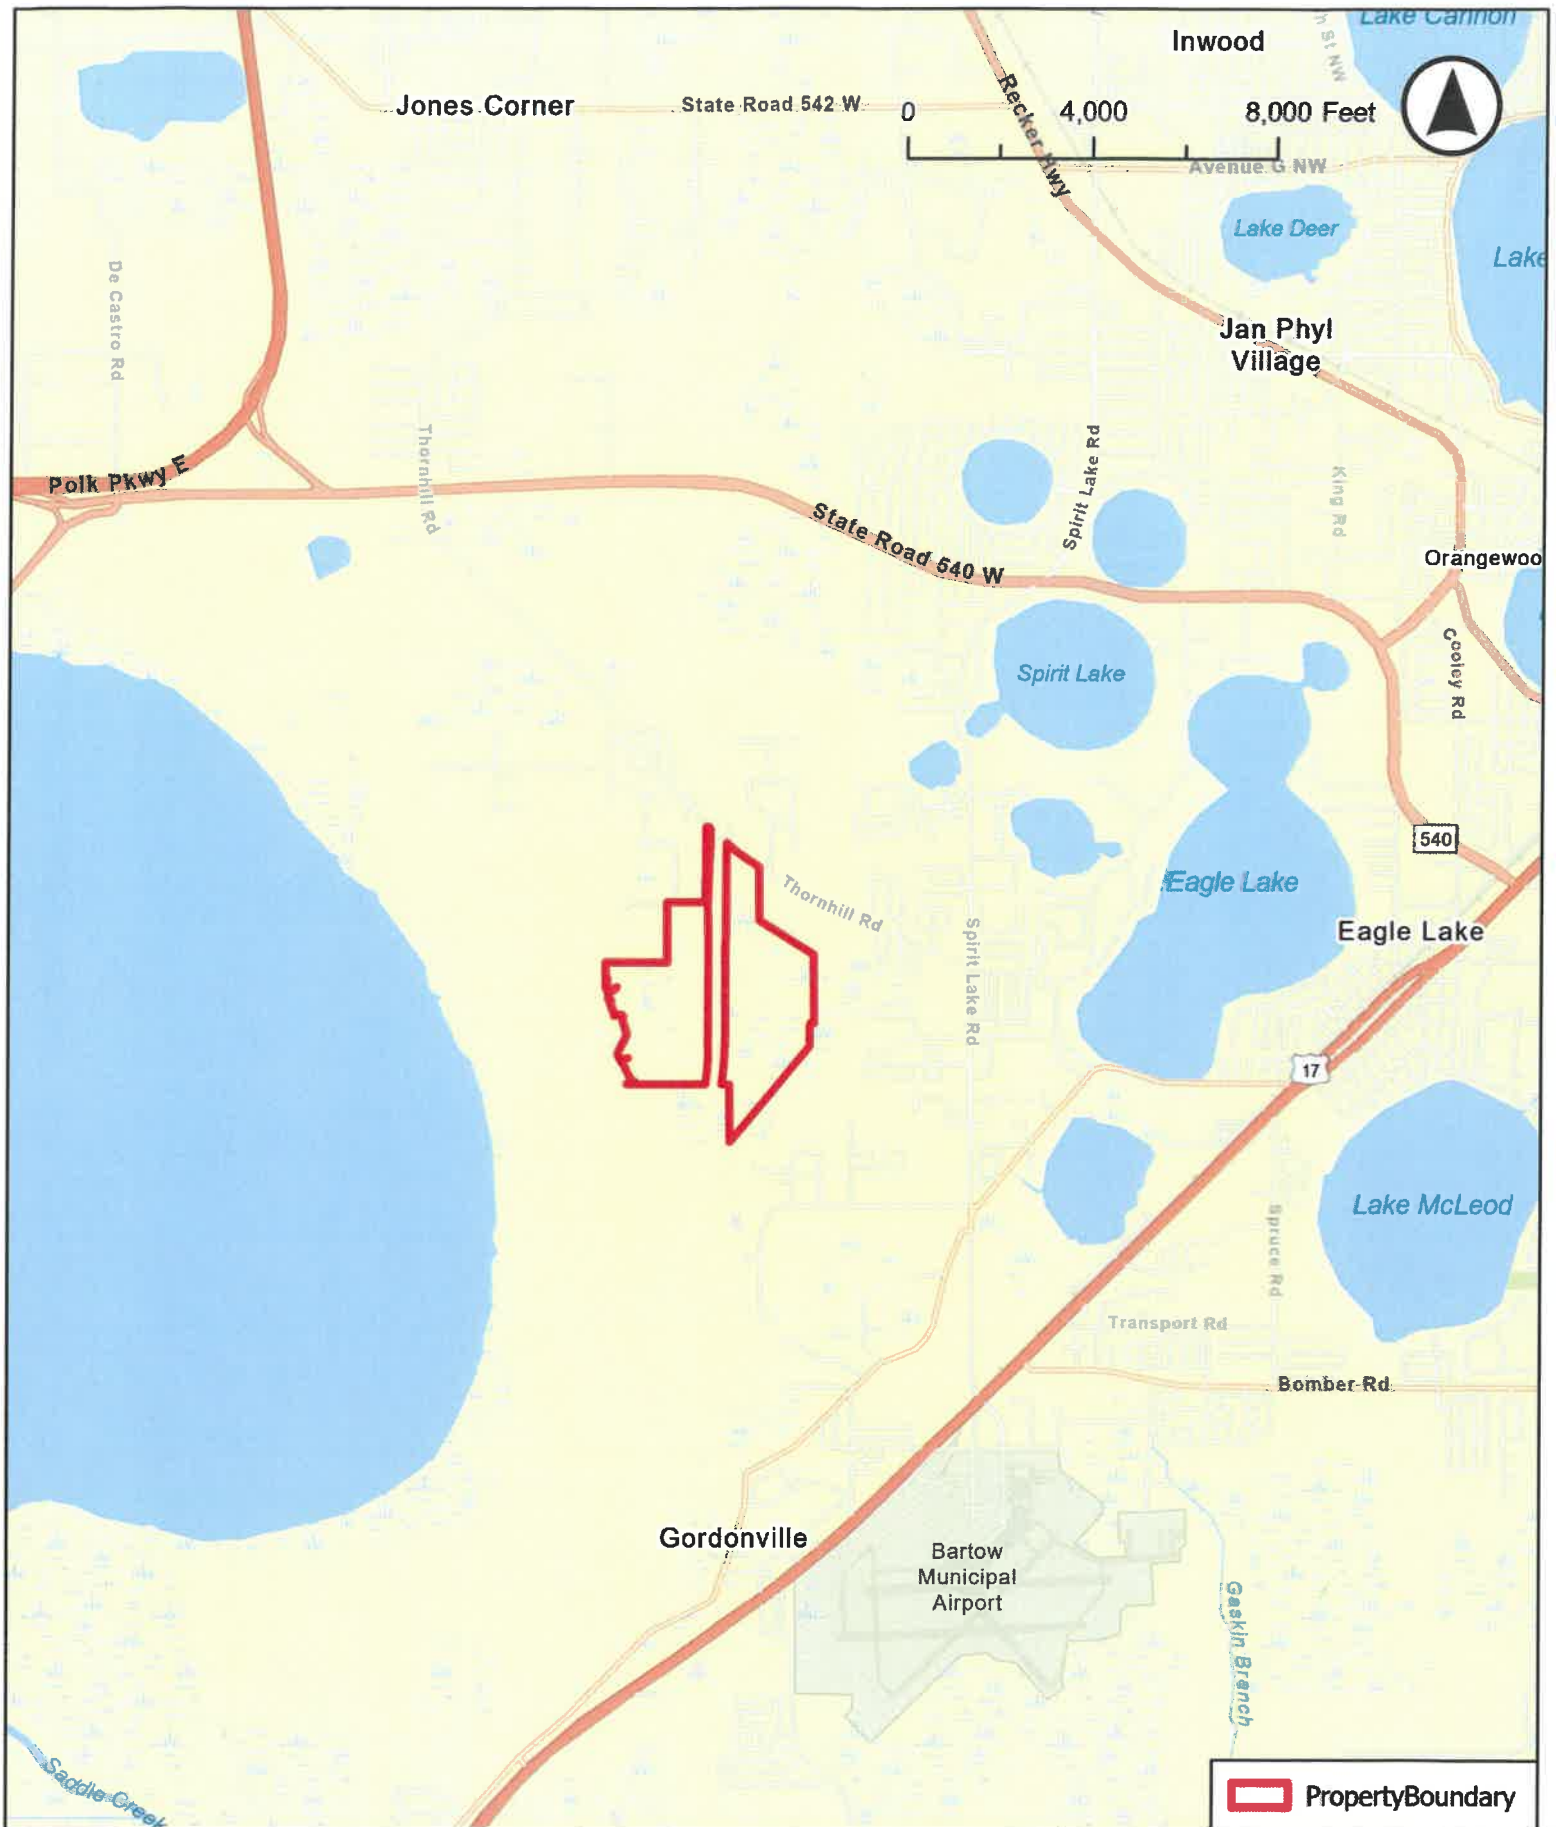 Lake Cannon
Inwood
Jones Corner
State Road 542 W
0 4,000 8,000 Feet
Recker Hwy
Avenue G NW
Lake Deer
Lake
De Castro Rd
Jan Phyl
Village
Thornhill Rd
Spirit Lake Rd
King Rd
Polk Pkwy E
State Road 540 W
Orangewoo
Spirit Lake
Cooley Rd
540
Eagle Lake
Thornhill Rd
Spirit Lake Rd
Eagle Lake
17
Lake McLeod
Spruce Rd
Transport Rd
Bomber Rd
Gordonville
Bartow
Municipal
Airport
Gaskin Branch
Saddle Creek
PropertyBoundary